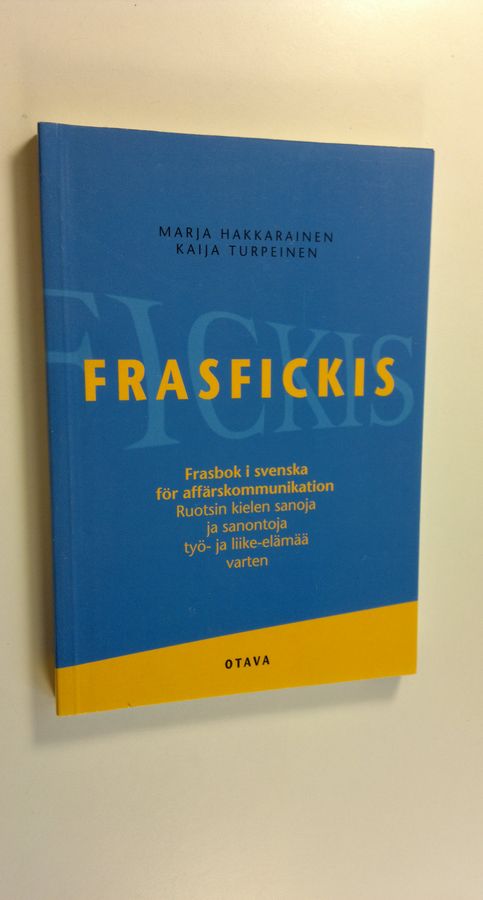 MARJA HAKKARAINEN
KAIJA TURPEINEN
FICKIS
FRASFICKIS
Frasbok i svenska
för affärskommunikation
Ruotsin kielen sanoja
ja sanontoja
työ- ja liike-elämää
varten
OTAVA